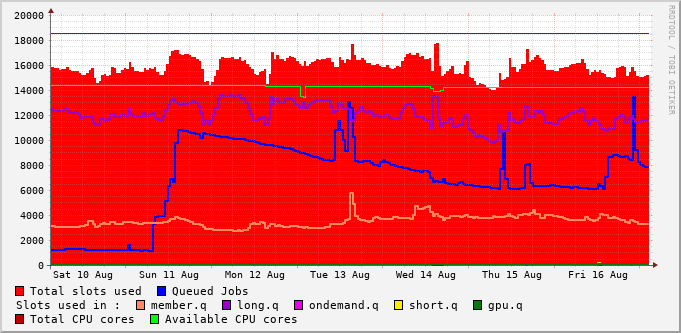 20000
18000
16000
14000
12000
10000
8000
6000
4000
2000
0
Sat 10 Aug Sun 11 Aug Mon 12 Aug Tue 13 Aug Wed 14 Aug Thu 15 Aug Fri 16 Aug
Total slots used Queued Jobs
Slots used in : member.q long.q ondemand.q short.q gpu.q
Total CPU cores Available CPU cores
RRDTOOL / TOBI OETIKER